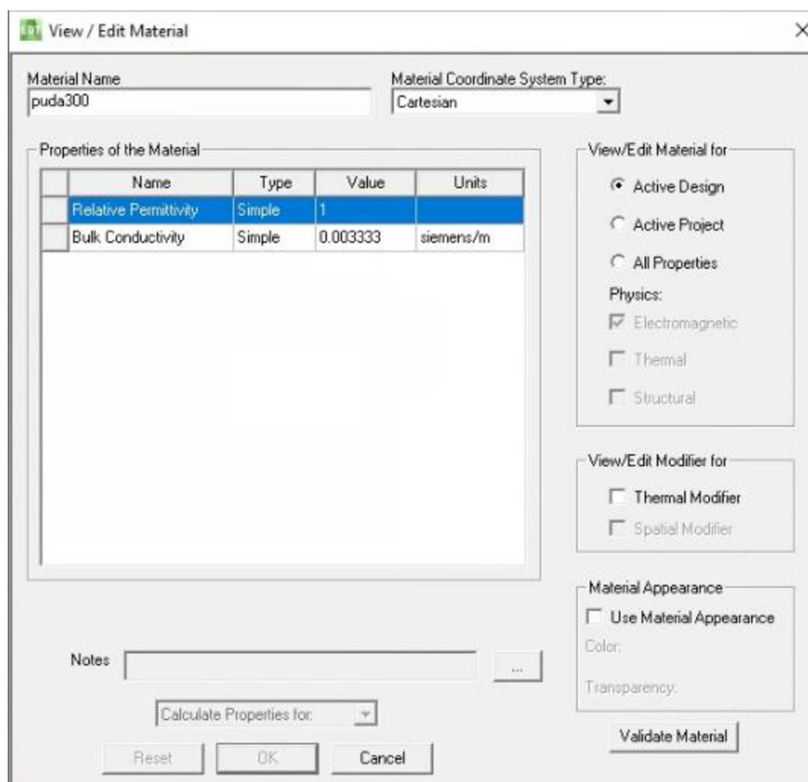 View / Edit Material
Material Name
puda300
Material Coordinate System Type:
Cartesian
Properties of the Material
Name Type Value Units
Relative Permittivity Simple 1
Bulk Conductivity Simple 0.003333 siemens/m
View/Edit Material for
Active Design
Active Project
All Properties
Physics:
Electromagnetic
Thermal
Structural
View/Edit Modifier for
Thermal Modifier
Spatial Modifier
Material Appearance
Use Material Appearance
Color:
Transparency:
Notes
...
Calculate Properties for:
Validate Material
Reset OK Cancel